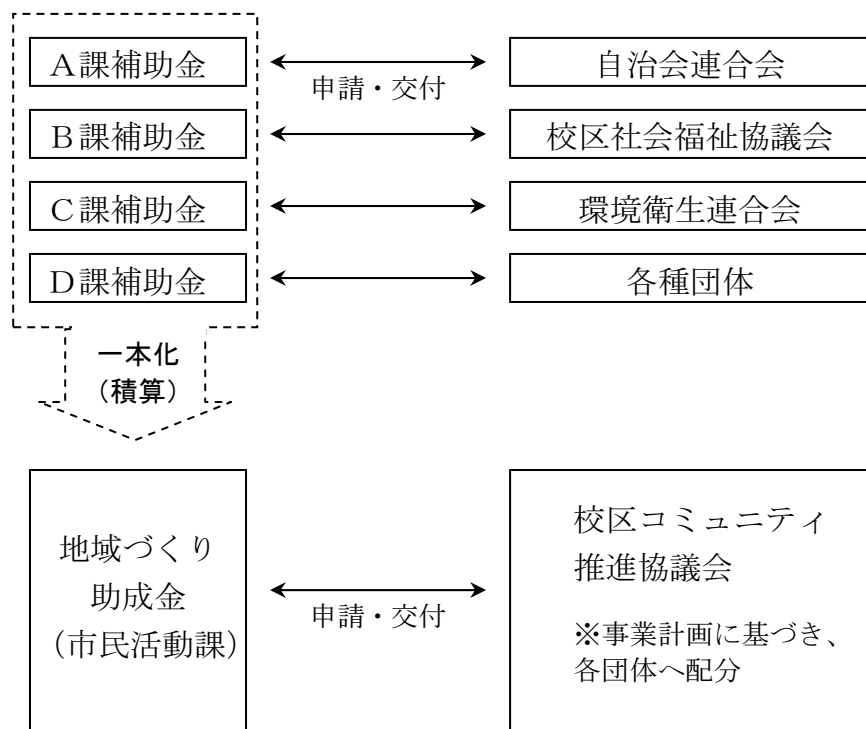 A課補助金
自治会連合会
申請・交付
B課補助金
校区社会福祉協議会
C課補助金
環境衛生連合会
D課補助金
各種団体
一本化
（積算）
地域づくり
助成金
（市民活動課）
申請・交付
校区コミュニティ
推進協議会
※事業計画に基づき、
各団体へ配分